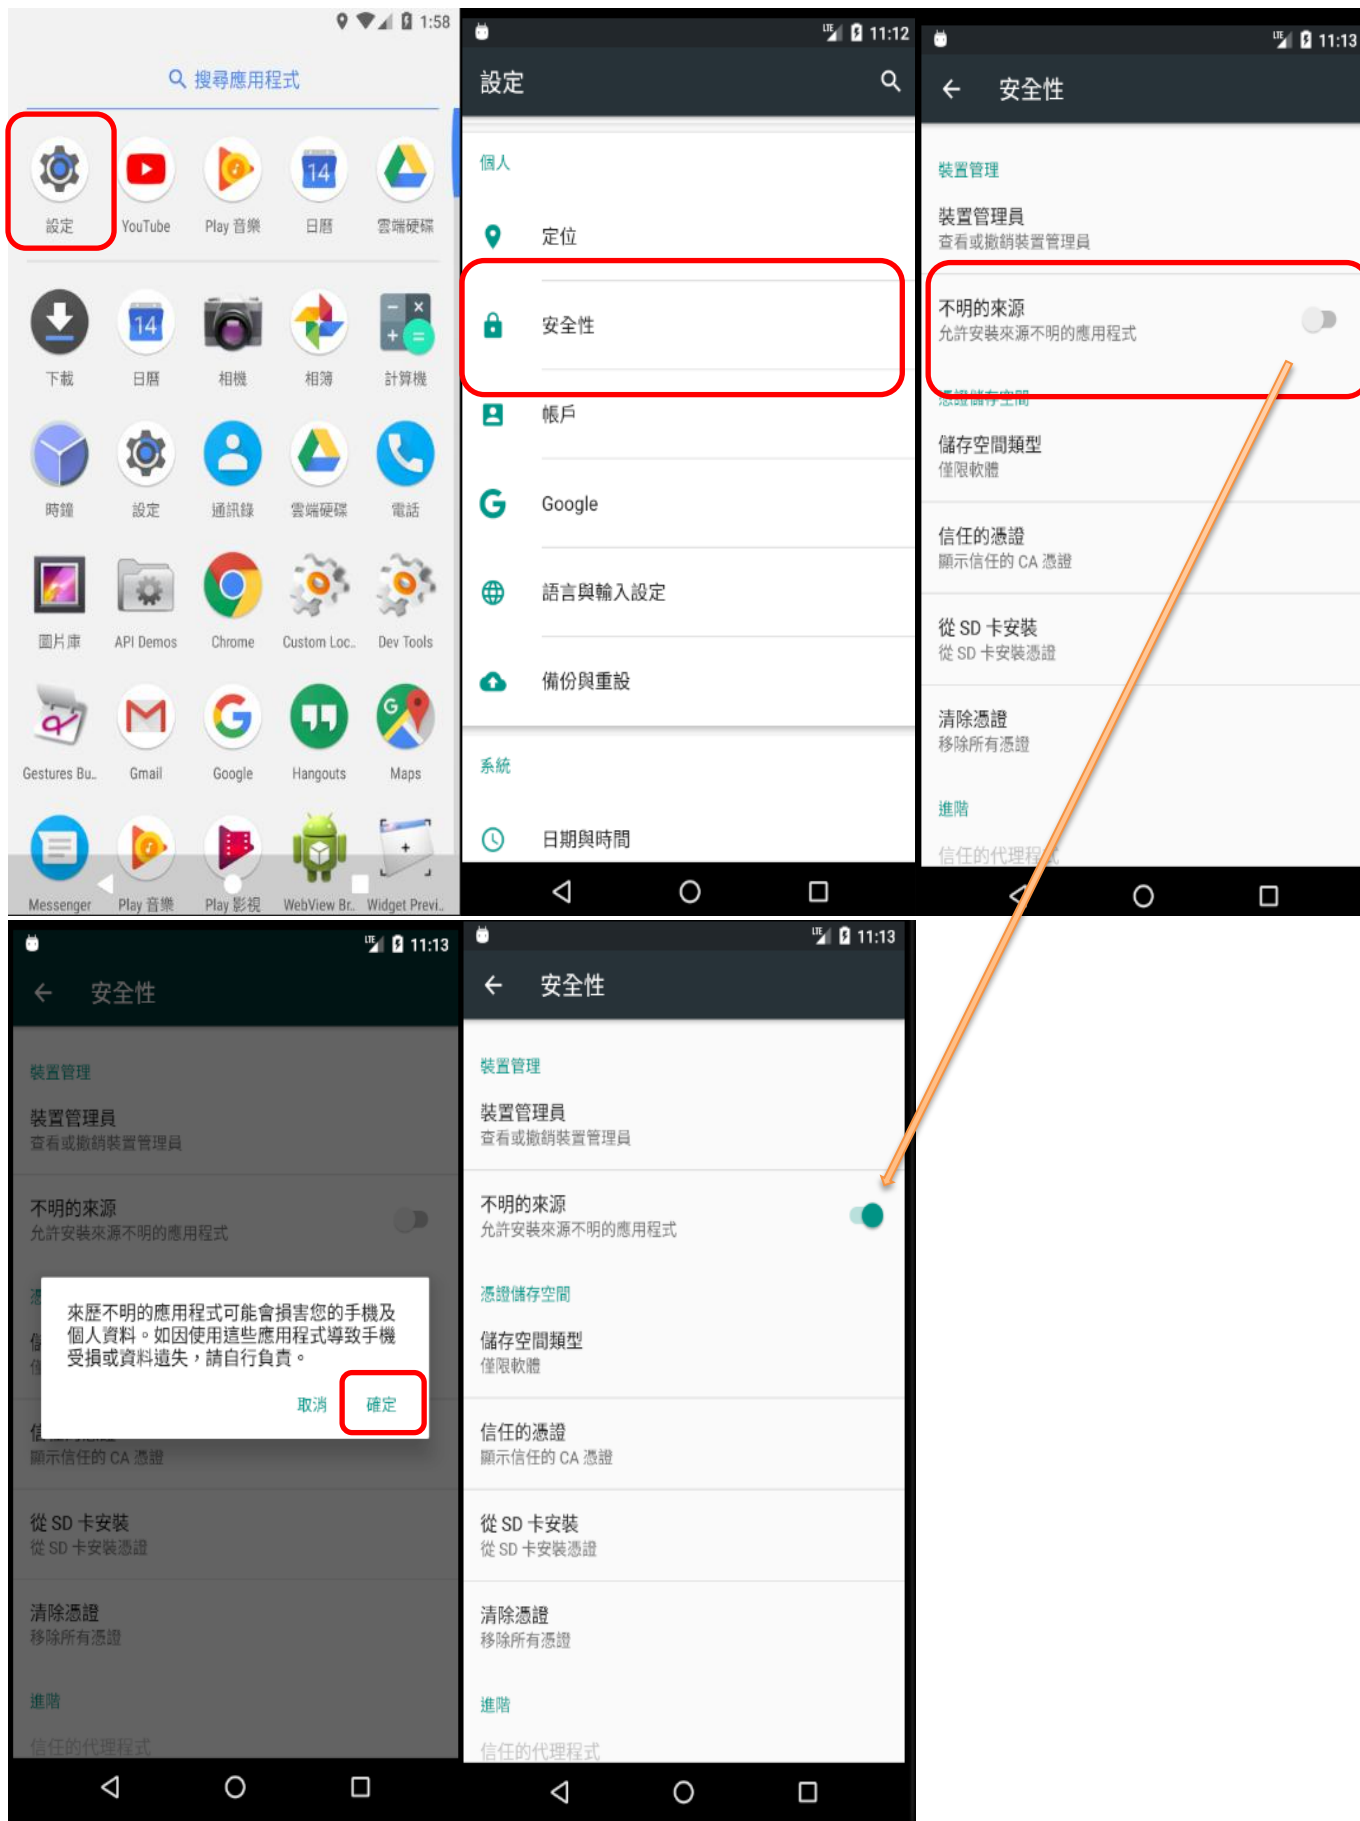 1:58
搜尋應用程式
設定
YouTube
Play 音樂
日曆
雲端硬碟
下載
日曆
相機
相簿
計算機
時鐘
設定
通訊錄
雲端硬碟
電話
圖片庫
API Demos
Chrome
Custom Loc..
Dev Tools
Gestures Bu..
Gmail
Google
Hangouts
Maps
Messenger
Play 音樂
Play 影視
WebView Br..
Widget Previ..
LTE 11:12
設定
個人
定位
安全性
帳戶
Google
語言與輸入設定
備份與重設
系統
日期與時間
LTE 11:13
安全性
裝置管理
裝置管理員
查看或撤銷裝置管理員
不明的來源
允許安裝來源不明的應用程式
憑證儲存空間
儲存空間類型
僅限軟體
信任的憑證
顯示信任的 CA 憑證
從 SD 卡安裝
從 SD 卡安裝憑證
清除憑證
移除所有憑證
進階
信任的代理程式
LTE 11:13
安全性
裝置管理
裝置管理員
查看或撤銷裝置管理員
不明的來源
允許安裝來源不明的應用程式
來歷不明的應用程式可能會損害您的手機及
個人資料。如因使用這些應用程式導致手機
受損或資料遺失，請自行負責。
取消
確定
顯示信任的 CA 憑證
從 SD 卡安裝
從 SD 卡安裝憑證
清除憑證
移除所有憑證
進階
信任的代理程式
LTE 11:13
安全性
裝置管理
裝置管理員
查看或撤銷裝置管理員
不明的來源
允許安裝來源不明的應用程式
憑證儲存空間
儲存空間類型
僅限軟體
信任的憑證
顯示信任的 CA 憑證
從 SD 卡安裝
從 SD 卡安裝憑證
清除憑證
移除所有憑證
進階
信任的代理程式